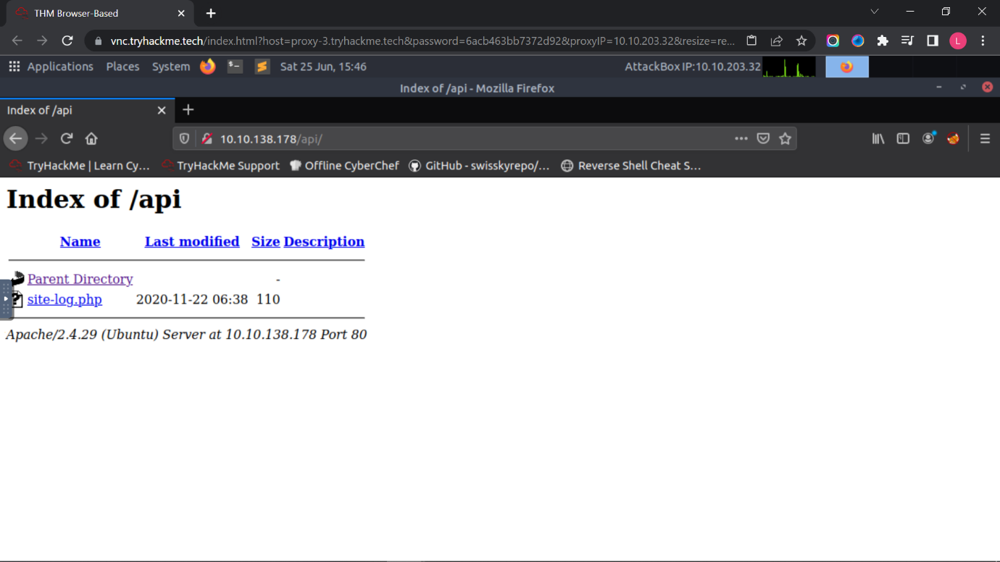 THM Browser-Based
vnc.tryhackme.tech/index.html?host=proxy-3.tryhackme.tech&password=6acb463bb7372d92&proxyIP=10.10.203.32&resize=re...
L
Applications Places System $- S Sat 25 Jun, 15:46 AttackBox IP:10.10.203.32
Index of /api - Mozilla Firefox
Index of /api
10.10.138.178/api/
TryHackMe | Learn Cy... TryHackMe Support Offline CyberChef GitHub - swisskyrepo/... Reverse Shell Cheat S...
Index of /api
Name Last modified Size Description
Parent Directory -
? site-log.php 2020-11-22 06:38 110
Apache/2.4.29 (Ubuntu) Server at 10.10.138.178 Port 80